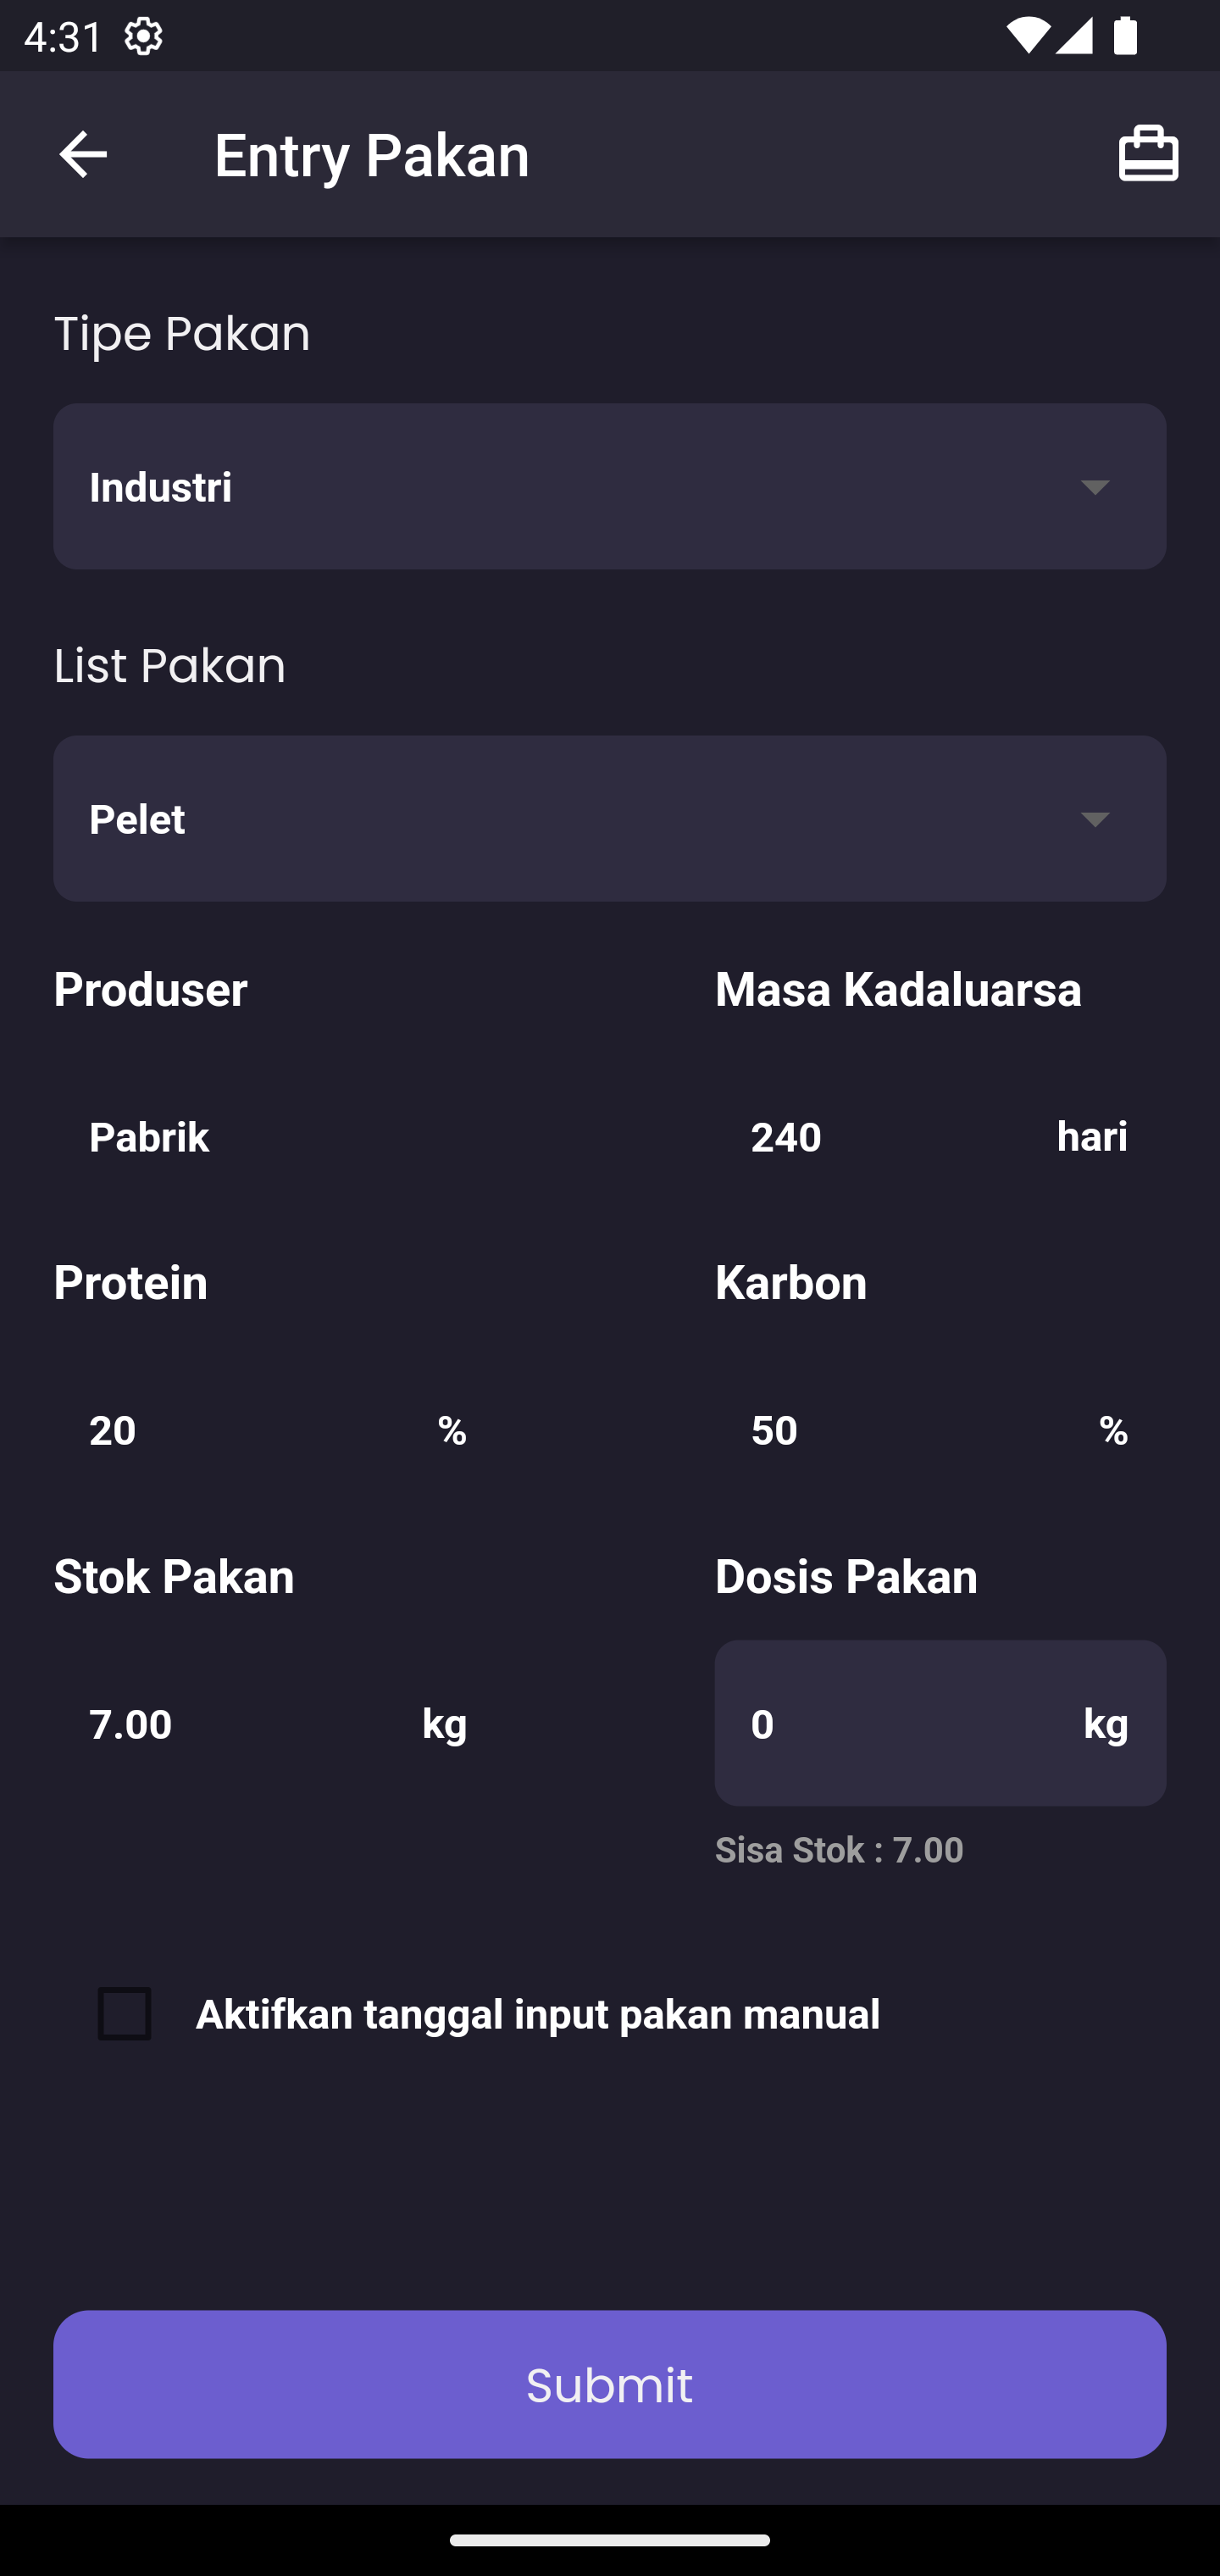 4:31
Entry Pakan
Tipe Pakan
Industri
List Pakan
Pelet
Produser Masa Kadaluarsa
Pabrik 240 hari
Protein Karbon
20 % 50 %
Stok Pakan Dosis Pakan
7.00 kg 0 kg
Sisa Stok : 7.00
Aktifkan tanggal input pakan manual
Submit